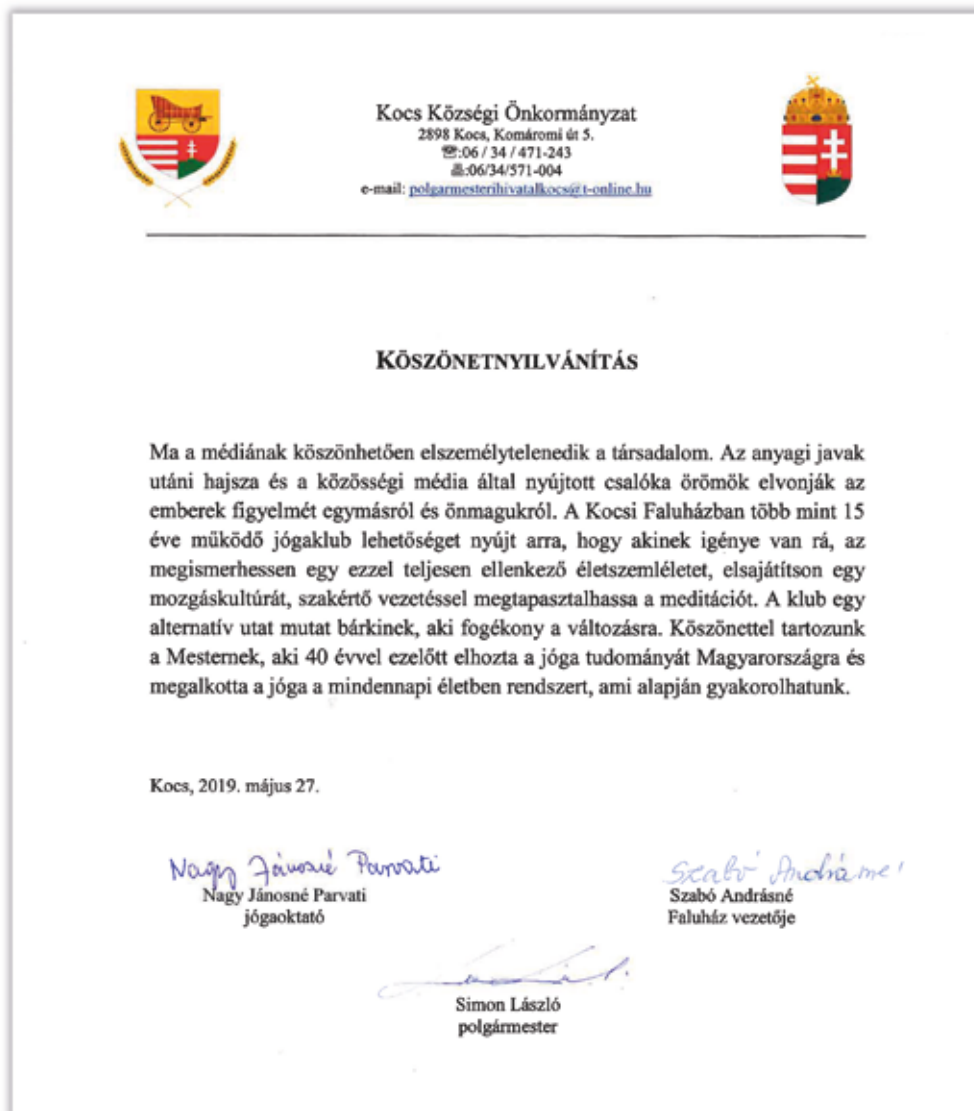 Kocs Községi Önkormányzat
2898 Kocs, Komáromi út 5.
☎:06 / 34 / 471-243
🖷:06/34/571-004
e-mail: polgarmesterihivatalkocs@t-online.hu
KÖSZÖNETNYILVÁNÍTÁS
Ma a médiának köszönhetően elszemélytelenedik a társadalom. Az anyagi javak
utáni hajsza és a közösségi média által nyújtott csalóka örömök elvonják az
emberek figyelmét egymásról és önmagukról. A Kocsi Faluházban több mint 15
éve működő jógaklub lehetőséget nyújt arra, hogy akinek igénye van rá, az
megismerhessen egy ezzel teljesen ellenkező életszemléletet, elsajátítson egy
mozgáskultúrát, szakértő vezetéssel megtapasztalhassa a meditációt. A klub egy
alternatív utat mutat bárkinek, aki fogékony a változásra. Köszönettel tartozunk
a Mesternek, aki 40 évvel ezelőtt elhozta a jóga tudományát Magyarországra és
megalkotta a jóga a mindennapi életben rendszert, ami alapján gyakorolhatunk.
Kocs, 2019. május 27.
Nagy Jánosné Parvati
Szabó Andrásné
Nagy Jánosné Parvati
jógaoktató
Szabó Andrásné
Faluház vezetője
Simon László
polgármester